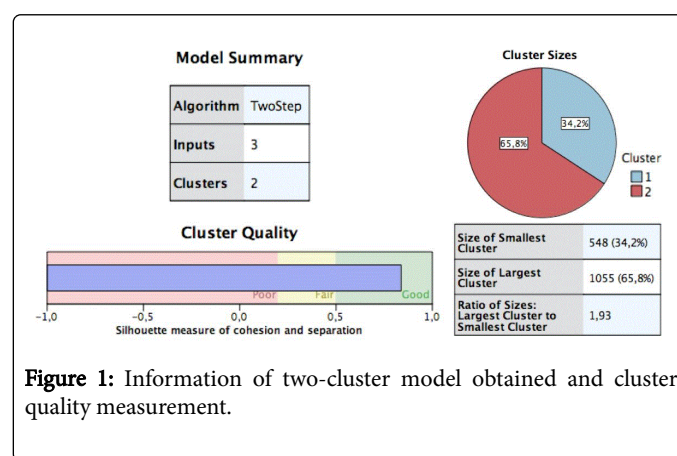 Model Summary
Algorithm TwoStep
Inputs 3
Clusters 2
Cluster Quality
Poor Fair Good
-1,0 -0,5 0,0 0,5 1,0
Silhouette measure of cohesion and separation
Cluster Sizes
34,2%
65,8%
Cluster
1
2
Size of Smallest
Cluster
548 (34,2%)
Size of Largest
Cluster
1055 (65,8%)
Ratio of Sizes:
Largest Cluster to
Smallest Cluster
1,93
Figure 1: Information of two-cluster model obtained and cluster
quality measurement.